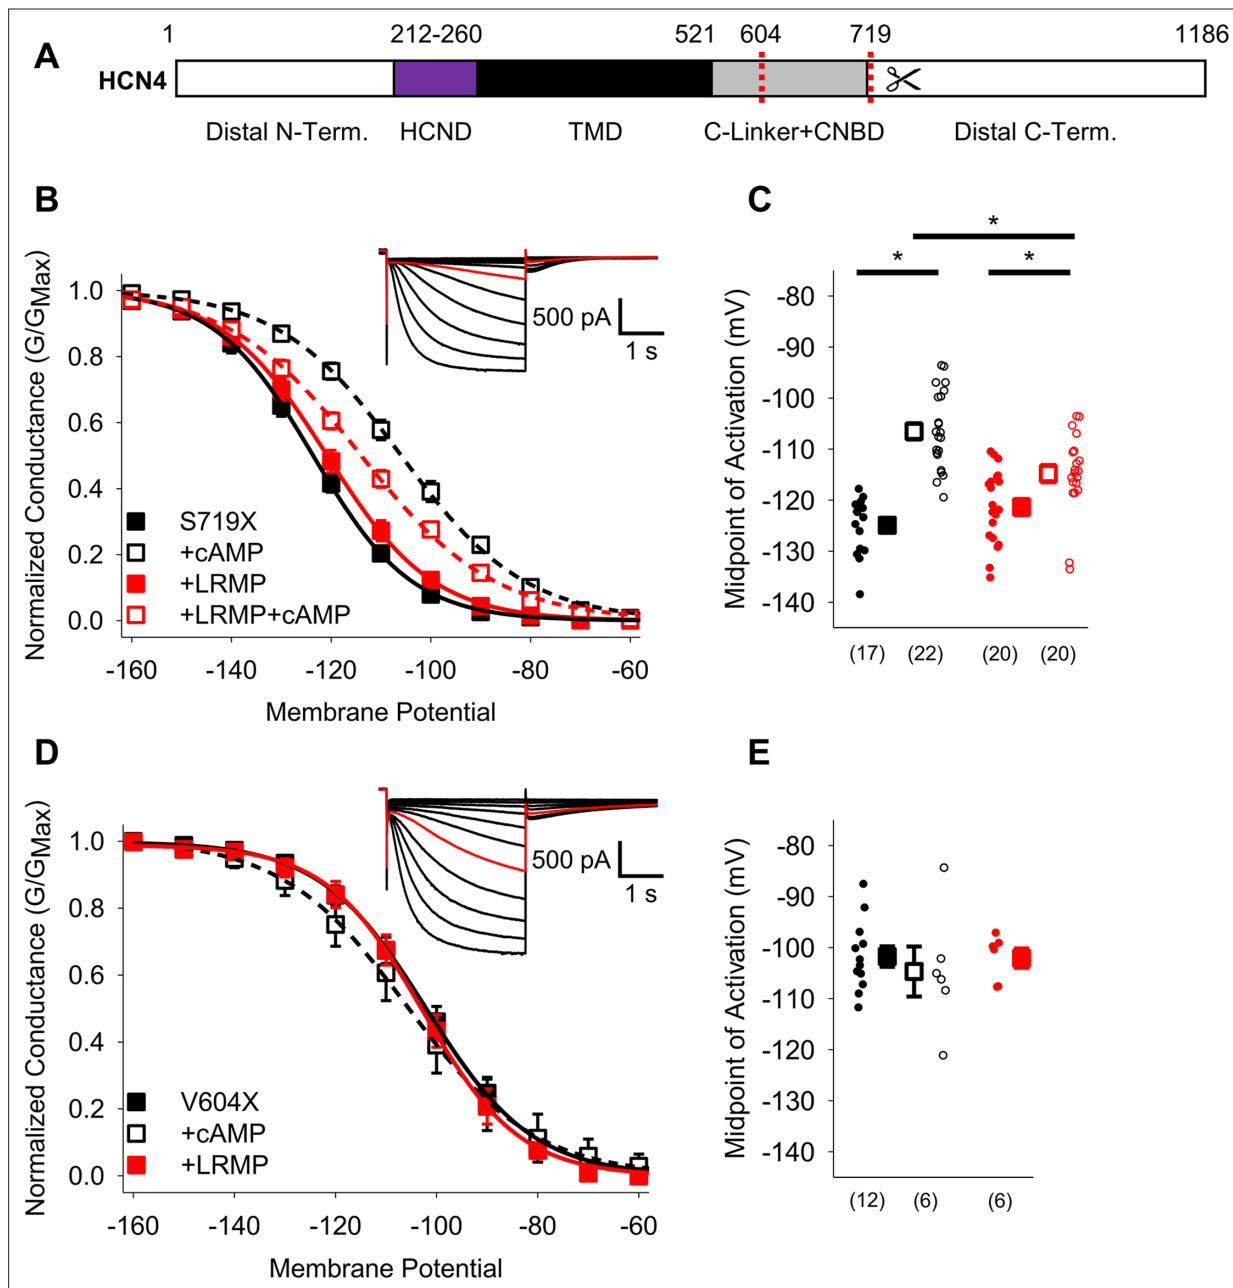 A
1 212-260 521 604 719 1186
HCN4
Distal N-Term. HCND TMD C-Linker+CNBD Distal C-Term.
B
Normalized Conductance (G/GMax)
1.0
0.8
0.6
0.4
0.2
0.0
500 pA
1 s
S719X
+cAMP
+LRMP
+LRMP+cAMP
-160 -140 -120 -100 -80 -60
Membrane Potential
C
* 
* *
Midpoint of Activation (mV)
-80
-90
-100
-110
-120
-130
-140
(17) (22) (20) (20)
D
Normalized Conductance (G/GMax)
1.0
0.8
0.6
0.4
0.2
0.0
500 pA
1 s
V604X
+cAMP
+LRMP
-160 -140 -120 -100 -80 -60
Membrane Potential
E
Midpoint of Activation (mV)
-80
-90
-100
-110
-120
-130
-140
(12) (6) (6)